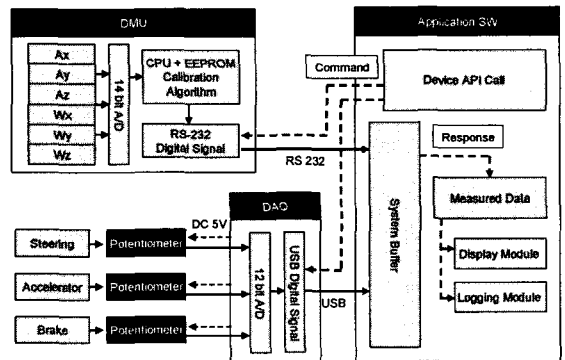 DMU
Ax
Ay
Az
Wx
Wy
Wz
14 bit A/D
CPU + EEPROM
Calibration
Algorithm
RS-232
Digital Signal
RS 232
Application SW
Command
Device API Call
Response
System Buffer
Measured Data
Display Module
Logging Module
DAQ
DC 5V
Steering
Potentiometer
Accelerator
Potentiometer
Brake
Potentiometer
12 bit A/D
USB Digital Signal
USB